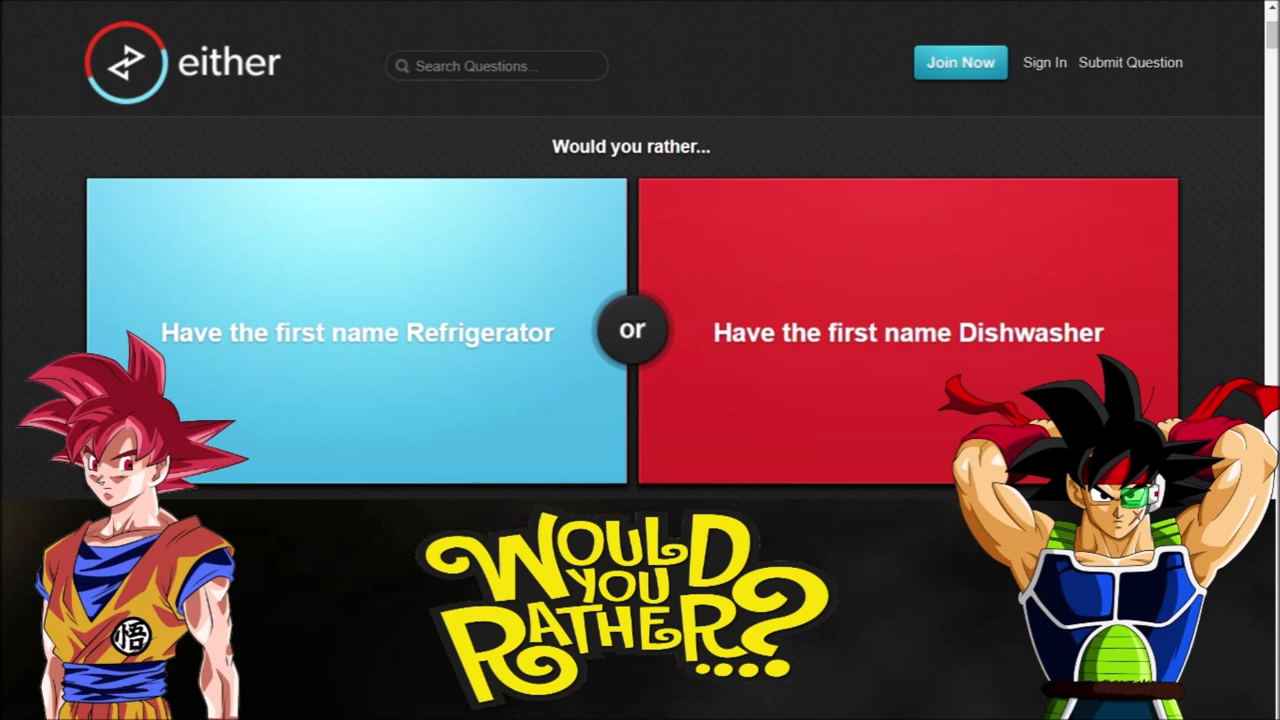 either
Search Questions...
Join Now
Sign In
Submit Question
Would you rather...
Have the first name Refrigerator
or
Have the first name Dishwasher
WOULD
YOU
RATHER...?
悟